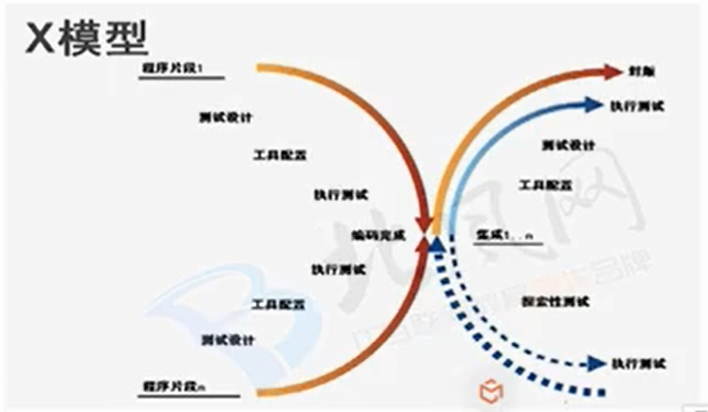 X模型
程序片段1
测试设计
工具配置
执行测试
编码完成
执行测试
工具配置
测试设计
程序片段n
封版
执行测试
测试设计
工具配置
集成1..n
探索性测试
执行测试
北风网